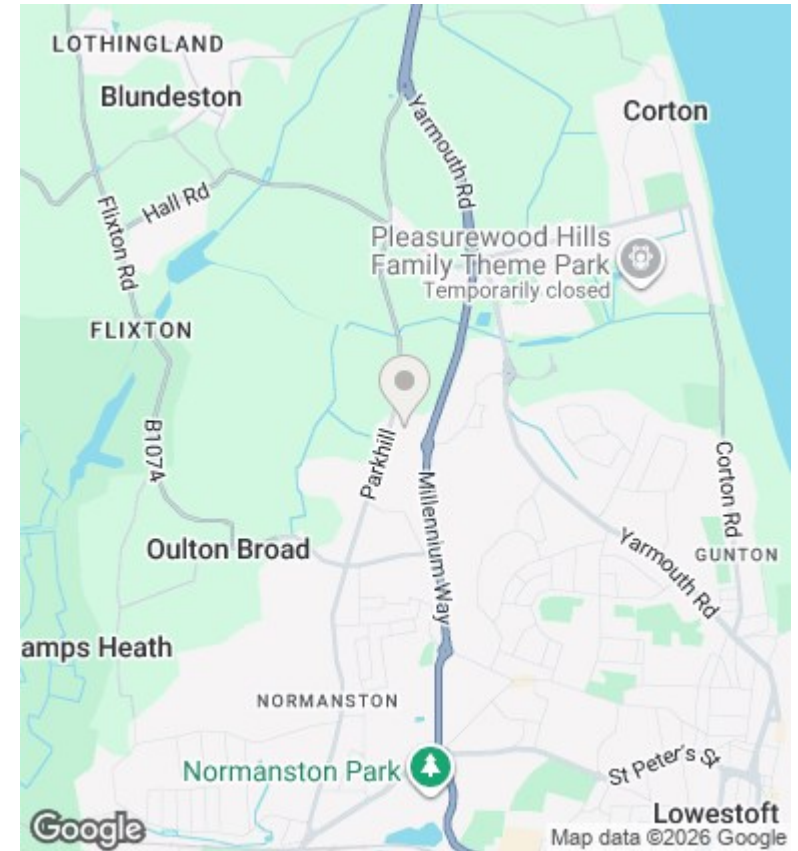 LOTHINGLAND
Blundeston
Corton
Yarmouth Rd
Hall Rd
Flixton Rd
Pleasurewood Hills
Family Theme Park
Temporarily closed
FLIXTON
B1074
Parkhill
Millennium Way
Corton Rd
Oulton Broad
Yarmouth Rd
GUNTON
amps Heath
NORMANSTON
Normanston Park
St Peter's St
Lowestoft
Google
Map data ©2026 Google